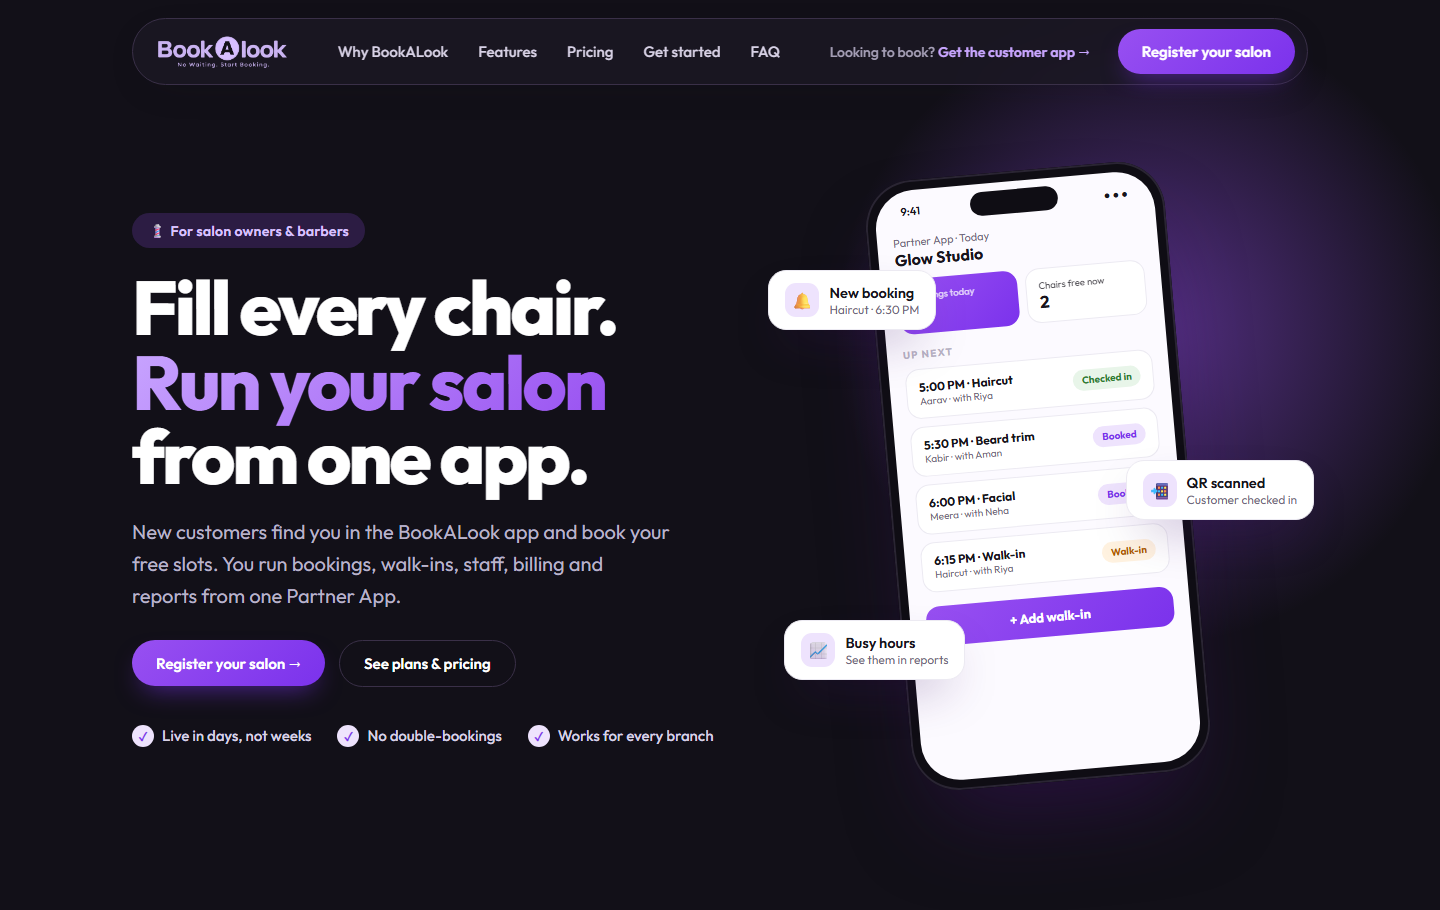 BookAlook
No Waiting. Start Booking.
Why BookALook
Features
Pricing
Get started
FAQ
Looking to book? Get the customer app →
Register your salon
For salon owners & barbers
Fill every chair.
Run your salon
from one app.
New customers find you in the BookALook app and book your
free slots. You run bookings, walk-ins, staff, billing and
reports from one Partner App.
Register your salon →
See plans & pricing
✓ Live in days, not weeks
✓ No double-bookings
✓ Works for every branch
9:41
Partner App · Today
Glow Studio
today
Chairs free now
2
New booking
Haircut · 6:30 PM
UP NEXT
5:00 PM · Haircut
Aarav · with Riya
Checked in
5:30 PM · Beard trim
Kabir · with Aman
Booked
6:00 PM · Facial
Meera · with Neha
QR scanned
Customer checked in
6:15 PM · Walk-in
Haircut · with Riya
Walk-in
+ Add walk-in
Busy hours
See them in reports